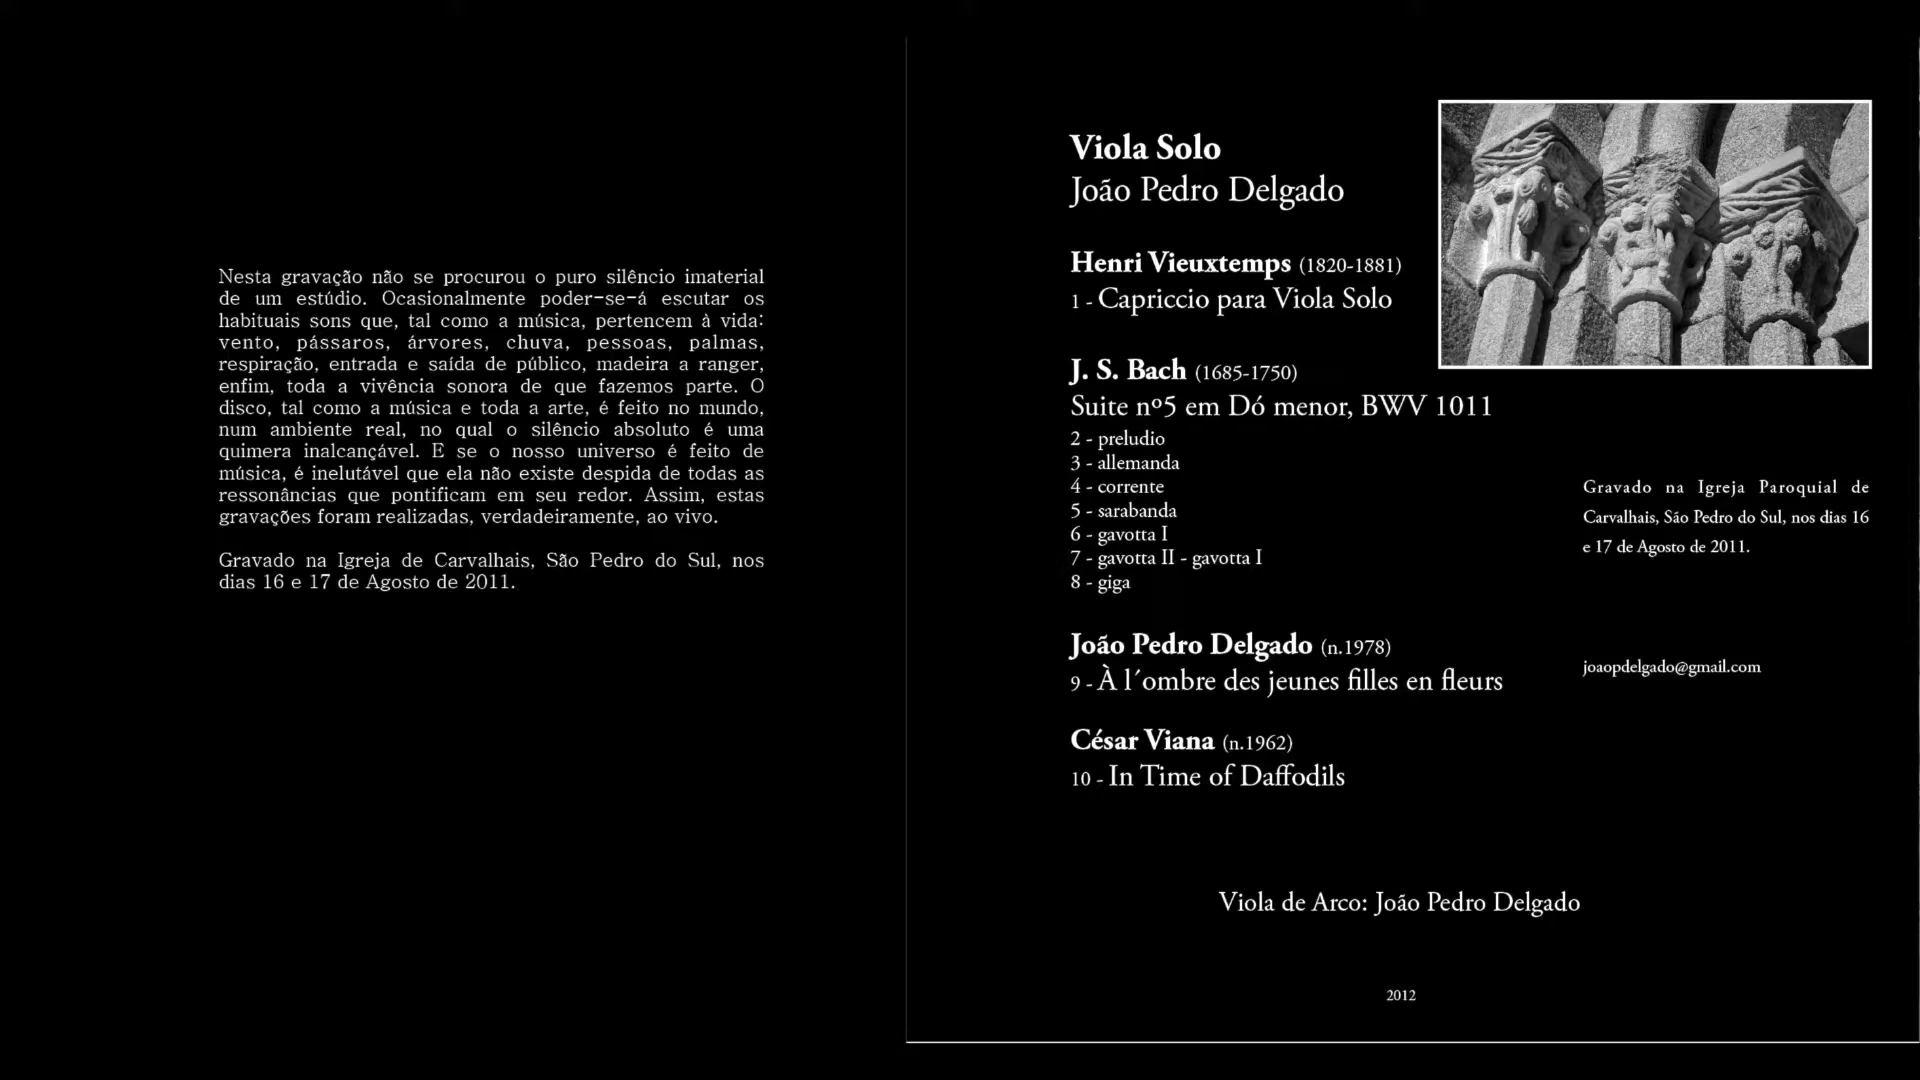 Nesta gravação não se procurou o puro silêncio imaterial
de um estúdio. Ocasionalmente poder-se-á escutar os
habituais sons que, tal como a música, pertencem à vida:
vento, pássaros, árvores, chuva, pessoas, palmas,
respiração, entrada e saída de público, madeira a ranger,
enfim, toda a vivência sonora de que fazemos parte. O
disco, tal como a música e toda a arte, é feito no mundo,
num ambiente real, no qual o silêncio absoluto é uma
quimera inalcançável. E se o nosso universo é feito de
música, é inelutável que ela não existe despida de todas as
ressonâncias que pontificam em seu redor. Assim, estas
gravações foram realizadas, verdadeiramente, ao vivo.
Gravado na Igreja de Carvalhais, São Pedro do Sul, nos
dias 16 e 17 de Agosto de 2011.
Viola Solo
João Pedro Delgado
Henri Vieuxtemps (1820-1881)
1 - Capriccio para Viola Solo
J. S. Bach (1685-1750)
Suite nº5 em Dó menor, BWV 1011
2 - preludio
3 - allemanda
4 - corrente
5 - sarabanda
6 - gavotta I
7 - gavotta II - gavotta I
8 - giga
João Pedro Delgado (n.1978)
9 - À l´ombre des jeunes filles en fleurs
César Viana (n.1962)
10 - In Time of Daffodils
Gravado na Igreja Paroquial de
Carvalhais, São Pedro do Sul, nos dias 16
e 17 de Agosto de 2011.
joaopdelgado@gmail.com
Viola de Arco: João Pedro Delgado
2012